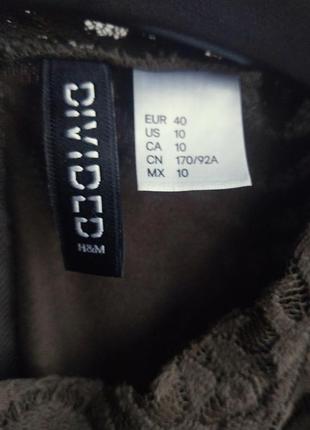 DIVIDED
H&M
EUR 40
US 10
CA 10
CN 170/92A
MX 10